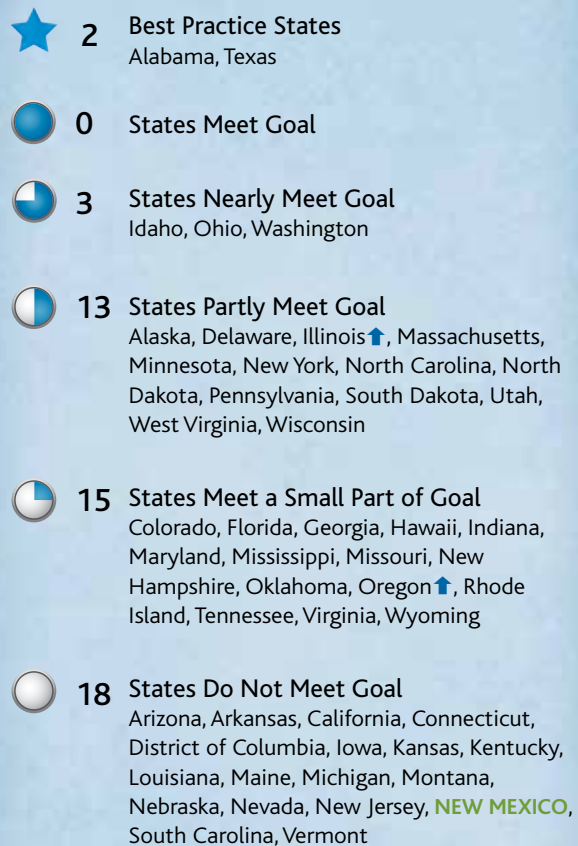 2 Best Practice States
Alabama, Texas
0 States Meet Goal
3 States Nearly Meet Goal
Idaho, Ohio, Washington
13 States Partly Meet Goal
Alaska, Delaware, Illinois⬆, Massachusetts,
Minnesota, New York, North Carolina, North
Dakota, Pennsylvania, South Dakota, Utah,
West Virginia, Wisconsin
15 States Meet a Small Part of Goal
Colorado, Florida, Georgia, Hawaii, Indiana,
Maryland, Mississippi, Missouri, New
Hampshire, Oklahoma, Oregon⬆, Rhode
Island, Tennessee, Virginia, Wyoming
18 States Do Not Meet Goal
Arizona, Arkansas, California, Connecticut,
District of Columbia, Iowa, Kansas, Kentucky,
Louisiana, Maine, Michigan, Montana,
Nebraska, Nevada, New Jersey, NEW MEXICO,
South Carolina, Vermont